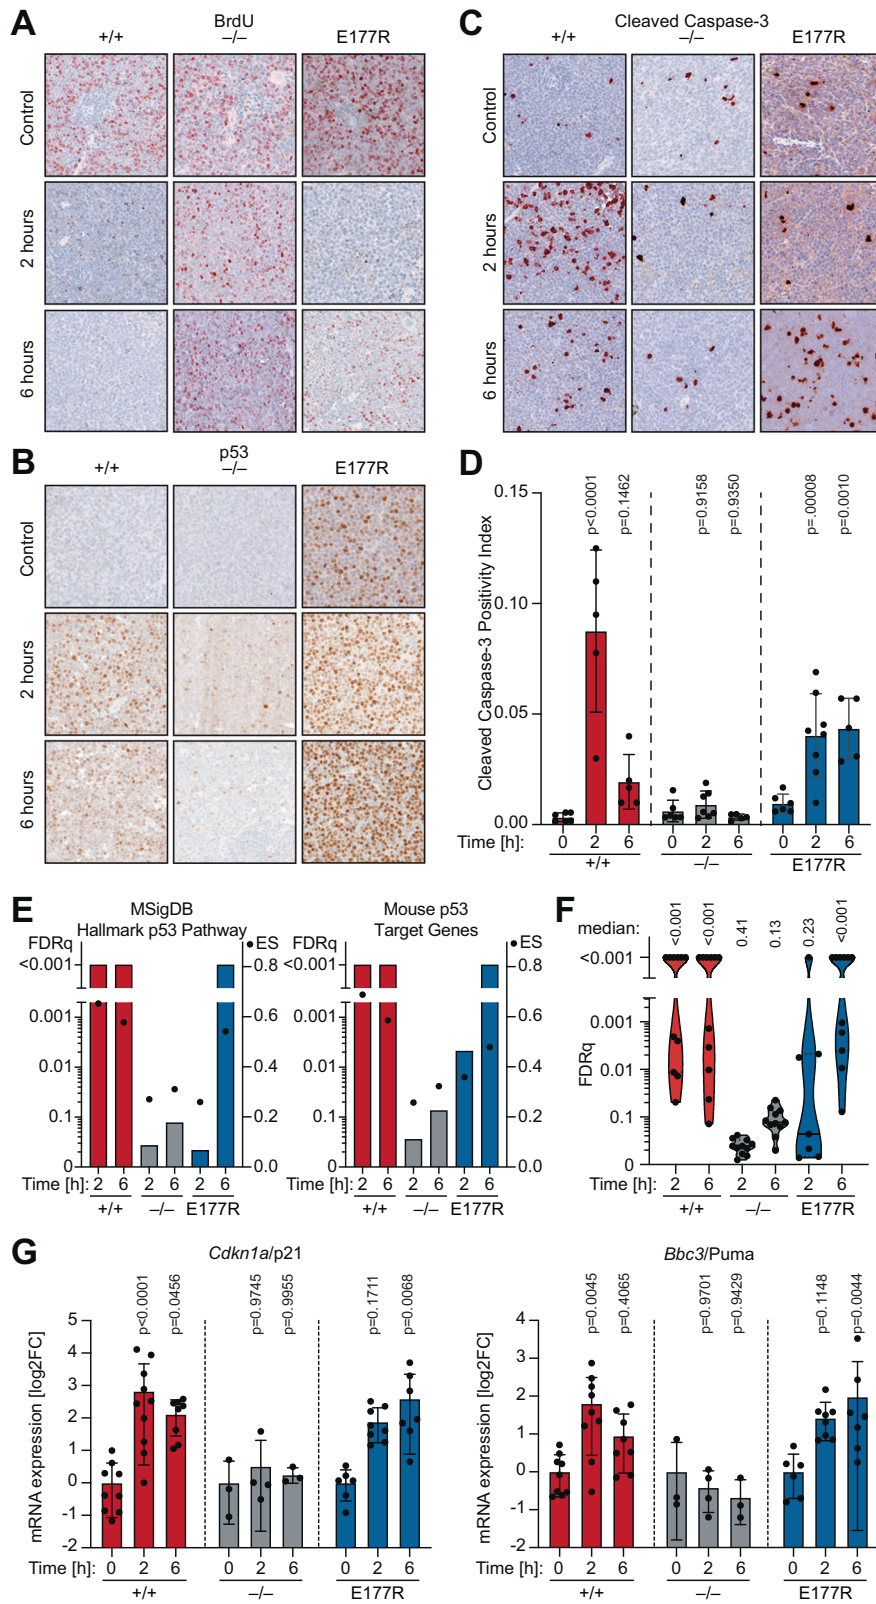 A
BrdU
+/+
–/–
E177R
Control
2 hours
6 hours
B
p53
+/+
–/–
E177R
Control
2 hours
6 hours
C
Cleaved Caspase-3
+/+
–/–
E177R
Control
2 hours
6 hours
D
Cleaved Caspase-3 Positivity Index
0.15
0.10
0.05
0.00
p<0.0001
p=0.1462
p=0.9158
p=0.9350
p=.00008
p=0.0010
Time [h]: 0 2 6 0 2 6 0 2 6
+/+ –/– E177R
E
MSigDB
Hallmark p53 Pathway
FDRq
ES
<0.001
0.001
0.01
0.1
0
0.8
0.6
0.4
0.2
0.0
Time [h]: 2 6 2 6 2 6
+/+ –/– E177R
Mouse p53
Target Genes
FDRq
ES
<0.001
0.001
0.01
0.1
0
0.8
0.6
0.4
0.2
0.0
Time [h]: 2 6 2 6 2 6
+/+ –/– E177R
F
median: <0.001 <0.001 0.41 0.13 0.23 <0.001
FDRq
<0.001
0.001
0.01
0.1
0
Time [h]: 2 6 2 6 2 6
+/+ –/– E177R
G
Cdkn1a/p21
mRNA expression [log2FC]
5
4
3
2
1
0
-1
-2
p<0.0001
p=0.0456
p=0.9745
p=0.9955
p=0.1711
p=0.0068
Time [h]: 0 2 6 0 2 6 0 2 6
+/+ –/– E177R
Bbc3/Puma
mRNA expression [log2FC]
4
3
2
1
0
-1
-2
p=0.0045
p=0.4065
p=0.9701
p=0.9429
p=0.1148
p=0.0044
Time [h]: 0 2 6 0 2 6 0 2 6
+/+ –/– E177R